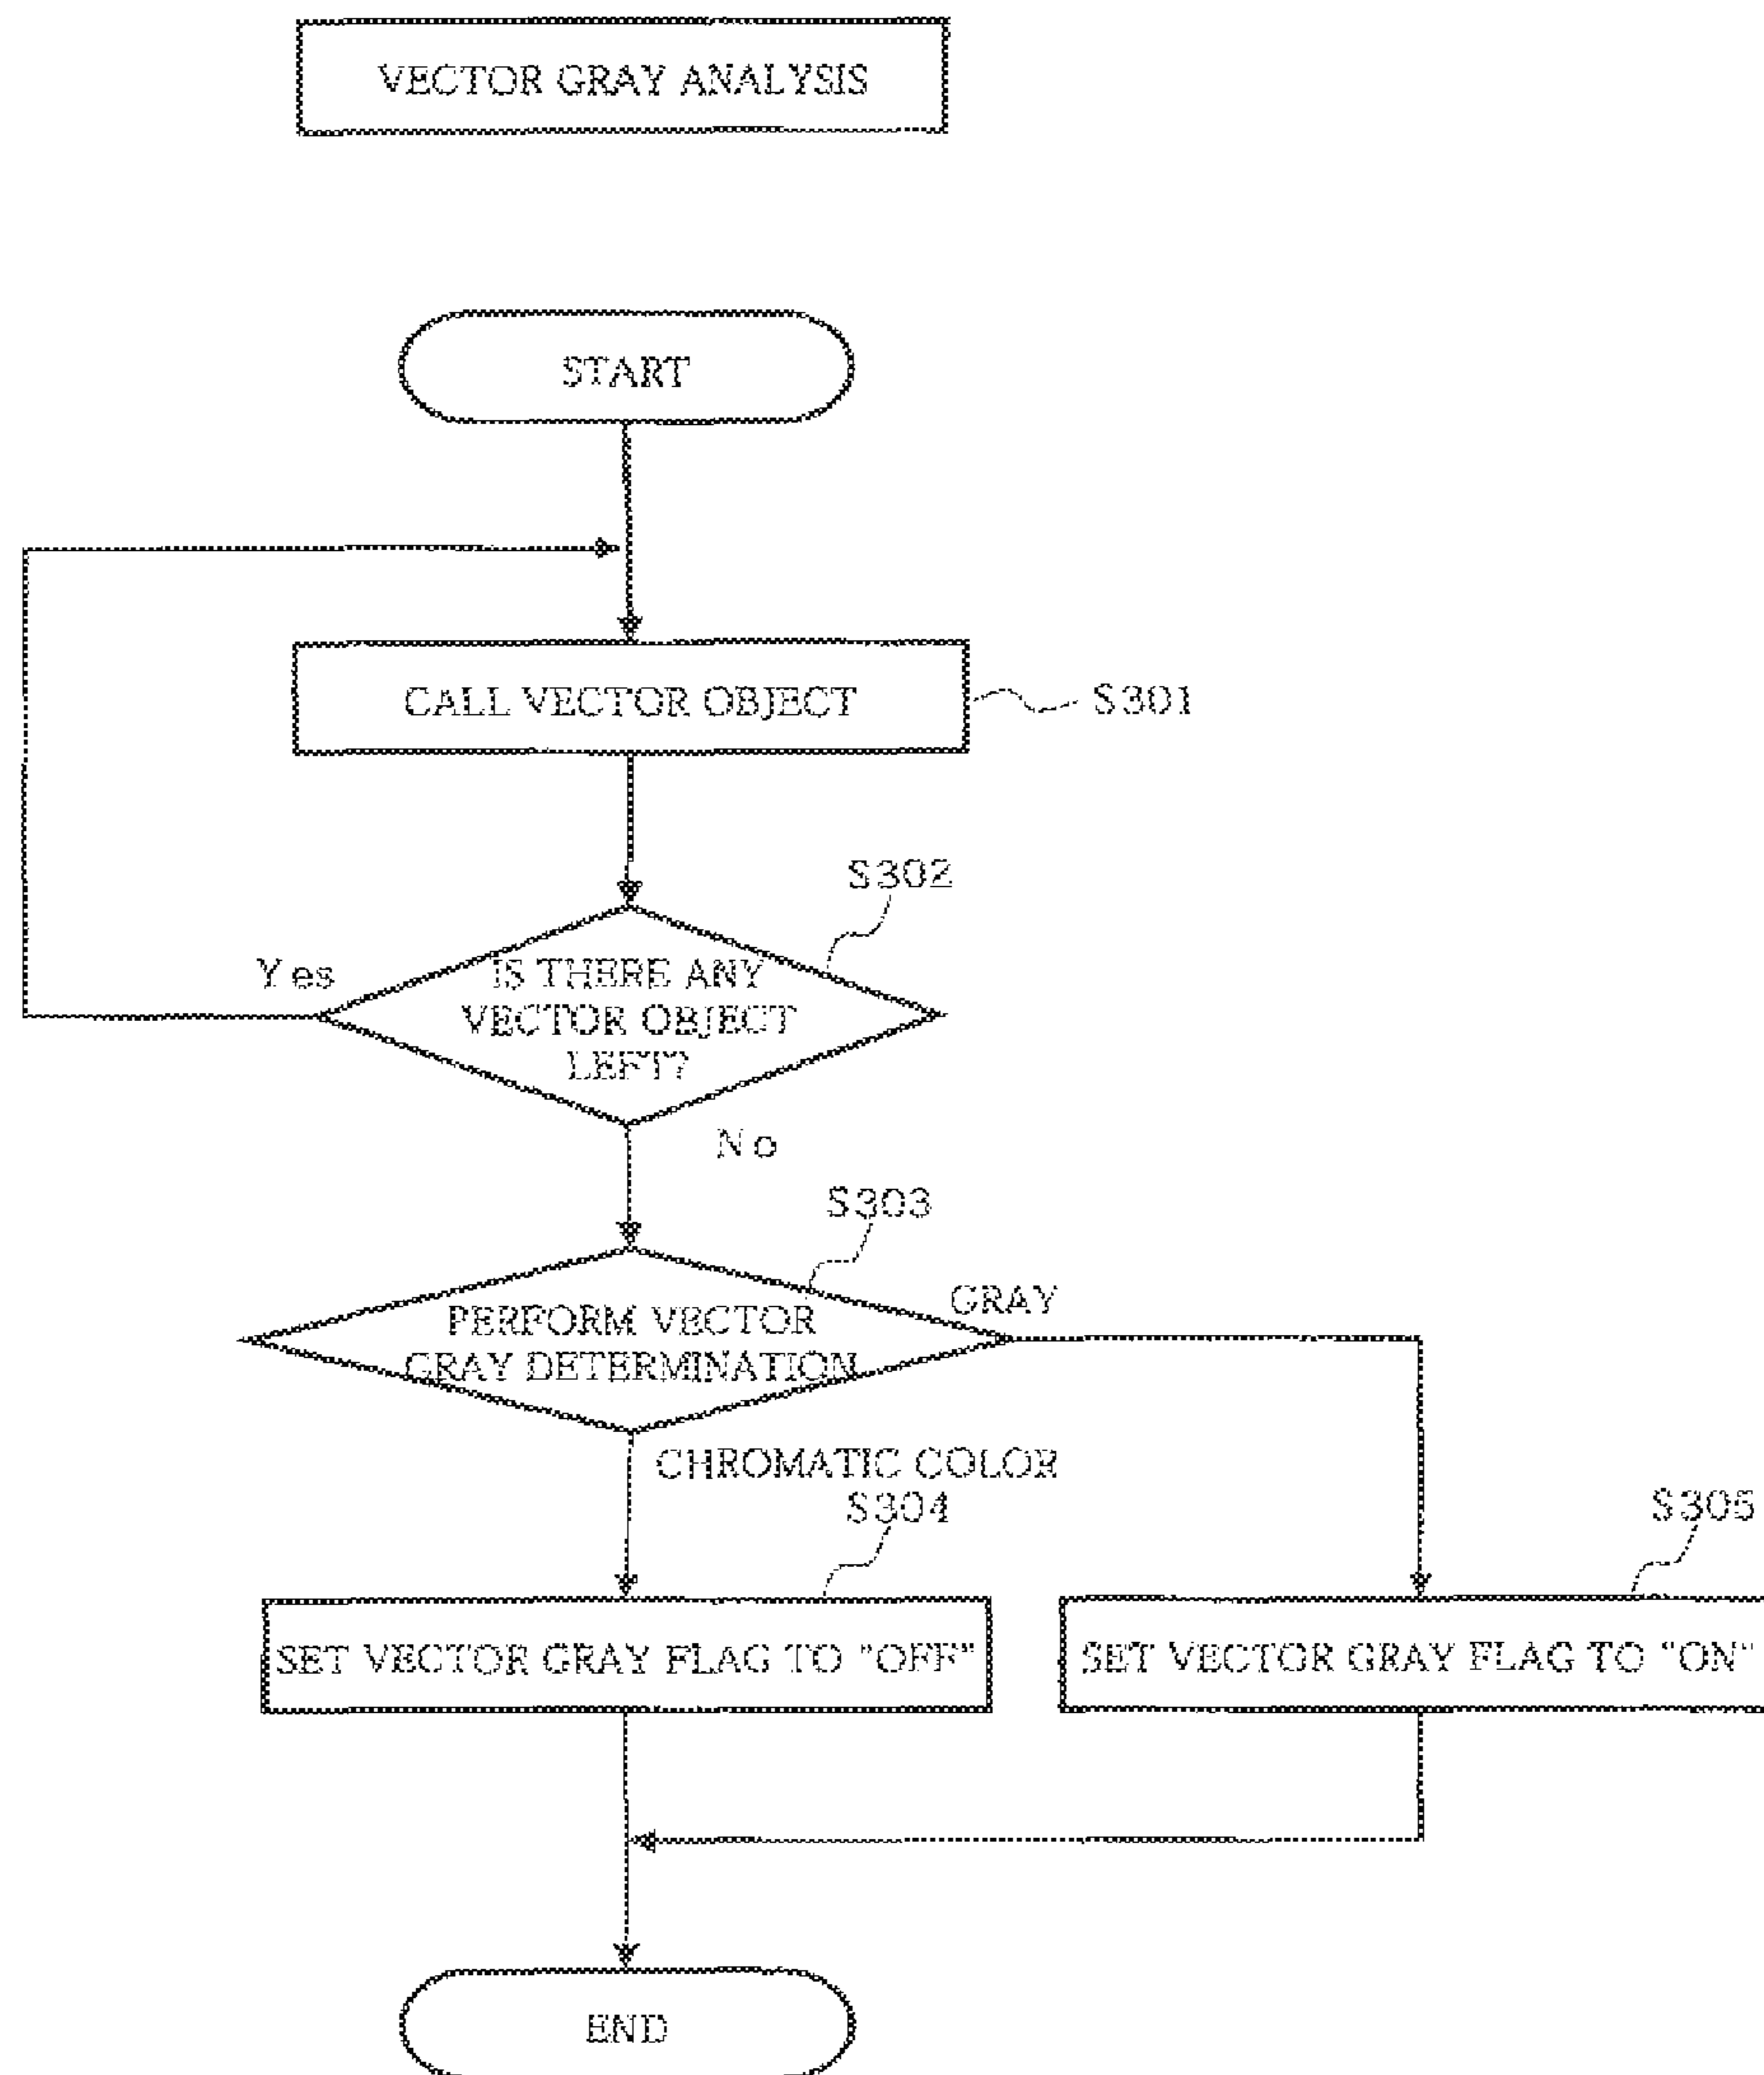 VECTOR GRAY ANALYSIS
START
CALL VECTOR OBJECT
S301
S302
Yes
IS THERE ANY
VECTOR OBJECT
LEFT?
No
S303
GRAY
PERFORM VECTOR
GRAY DETERMINATION
CHROMATIC COLOR
S304
S305
SET VECTOR GRAY FLAG TO "OFF"
SET VECTOR GRAY FLAG TO "ON"
END